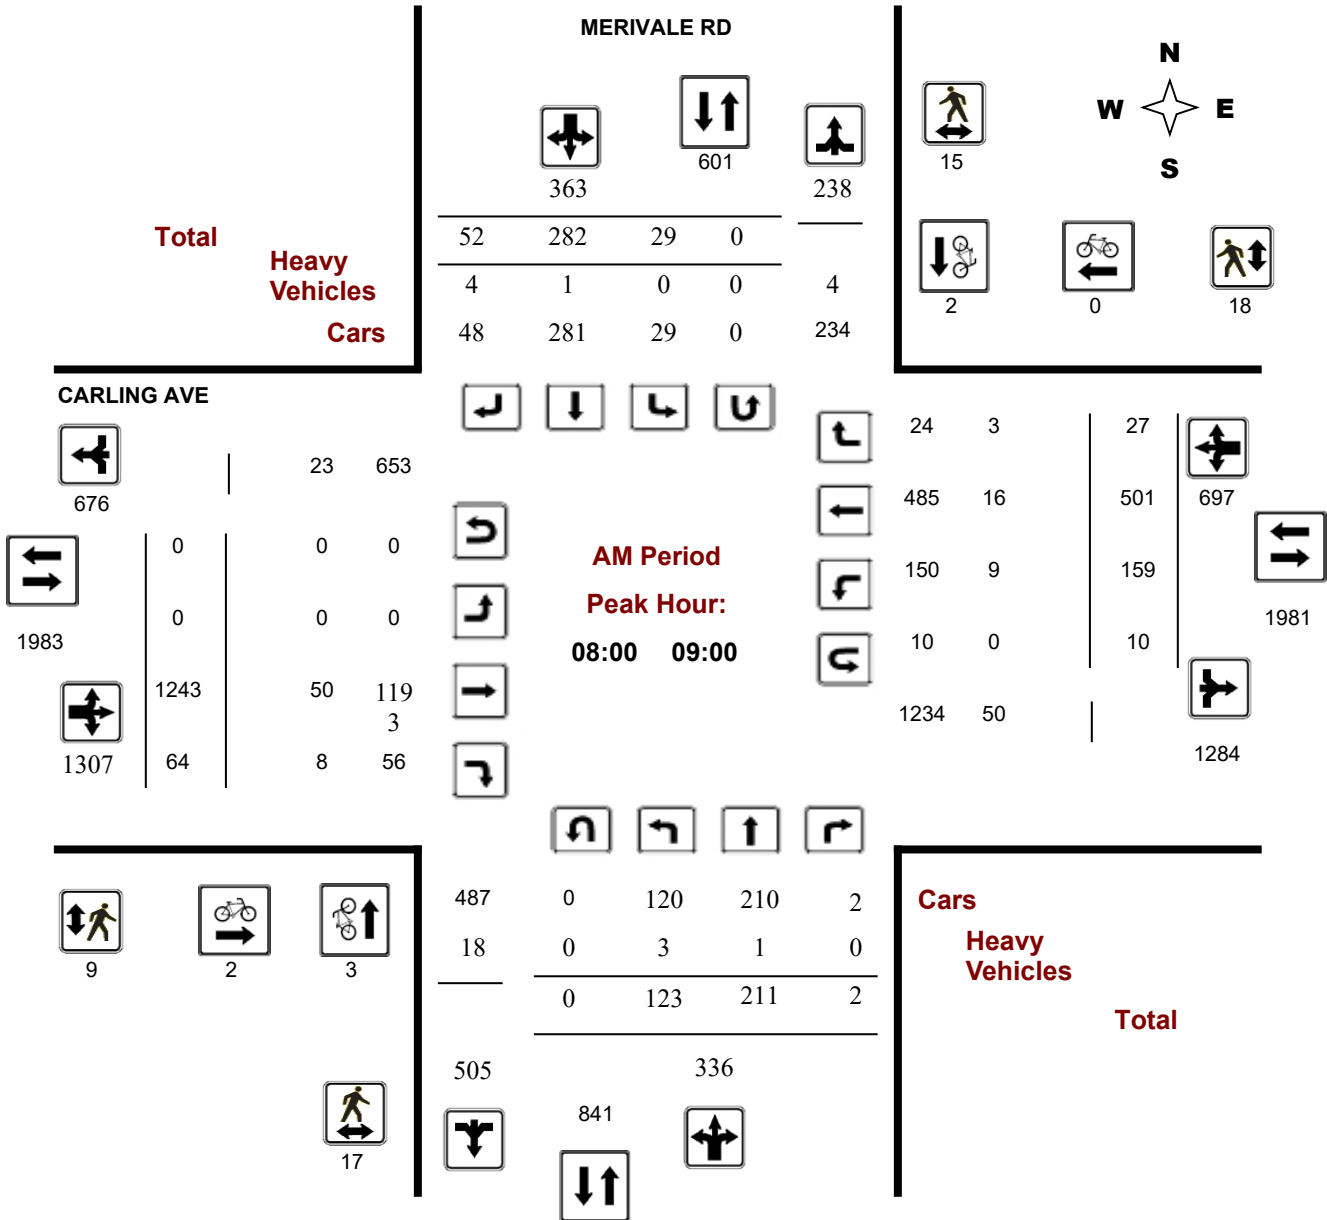 MERIVALE RD
N
W E
S
15
601
363 238
Total 52 282 29 0
Heavy
Vehicles 4 1 0 0 4
Cars 48 281 29 0 234
2 0 18
CARLING AVE
24 3 27
23 653
676
485 16 501 697
0 0 0
AM Period
150 9 159
Peak Hour:
0 0 0
1983
08:00 09:00
10 0 10
1981
1243 50 119
3
1234 50
1307 64 8 56
1284
487 0 120 210 2 Cars
18 0 3 1 0 Heavy
Vehicles
9 2 3
0 123 211 2
Total
505 336
841
17